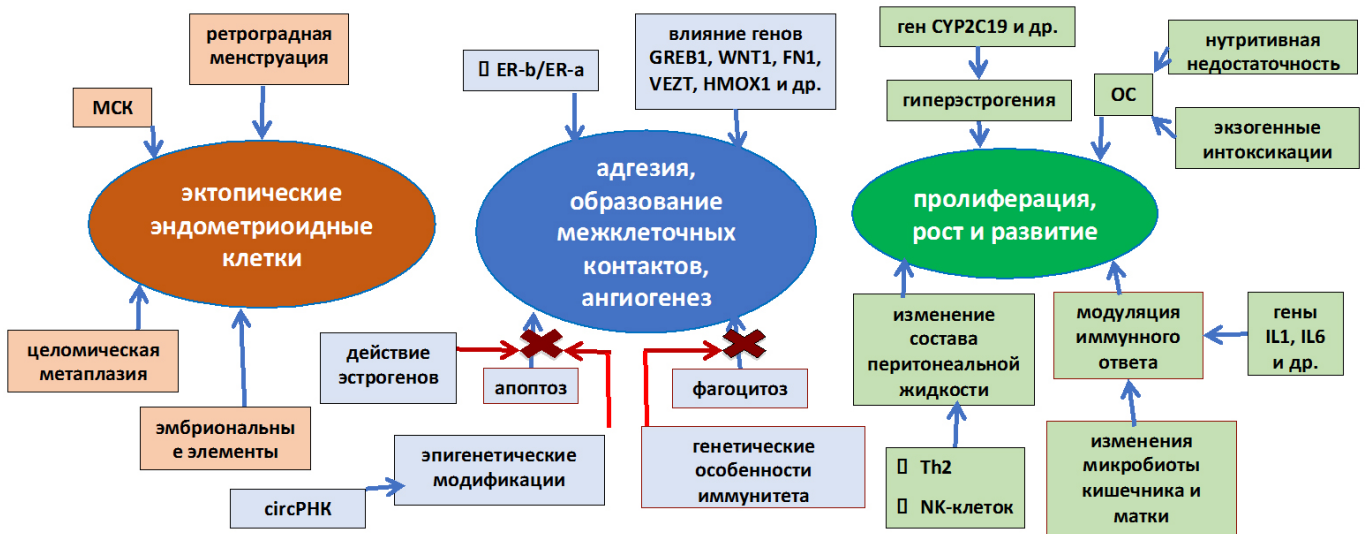 ретроградная
менструация
МСК
эктопические
эндометриоидные
клетки
целомическая
метаплазия
эмбриональны
е элементы
ER-b/ER-a
влияние генов
GREB1, WNT1, FN1,
VEZT, HMOX1 и др.
адгезия,
образование
межклеточных
контактов,
ангиогенез
действие
эстрогенов
апоптоз
фагоцитоз
эпигенетические
модификации
circРНК
генетические
особенности
иммунитета
ген CYP2C19 и др.
гиперэстрогения
нутритивная
недостаточность
ОС
экзогенные
интоксикации
пролиферация,
рост и развитие
изменение
состава
перитонеальной
жидкости
модуляция
иммунного
ответа
гены
IL1, IL6
и др.
Th2
NK-клеток
изменения
микробиоты
кишечника и
матки